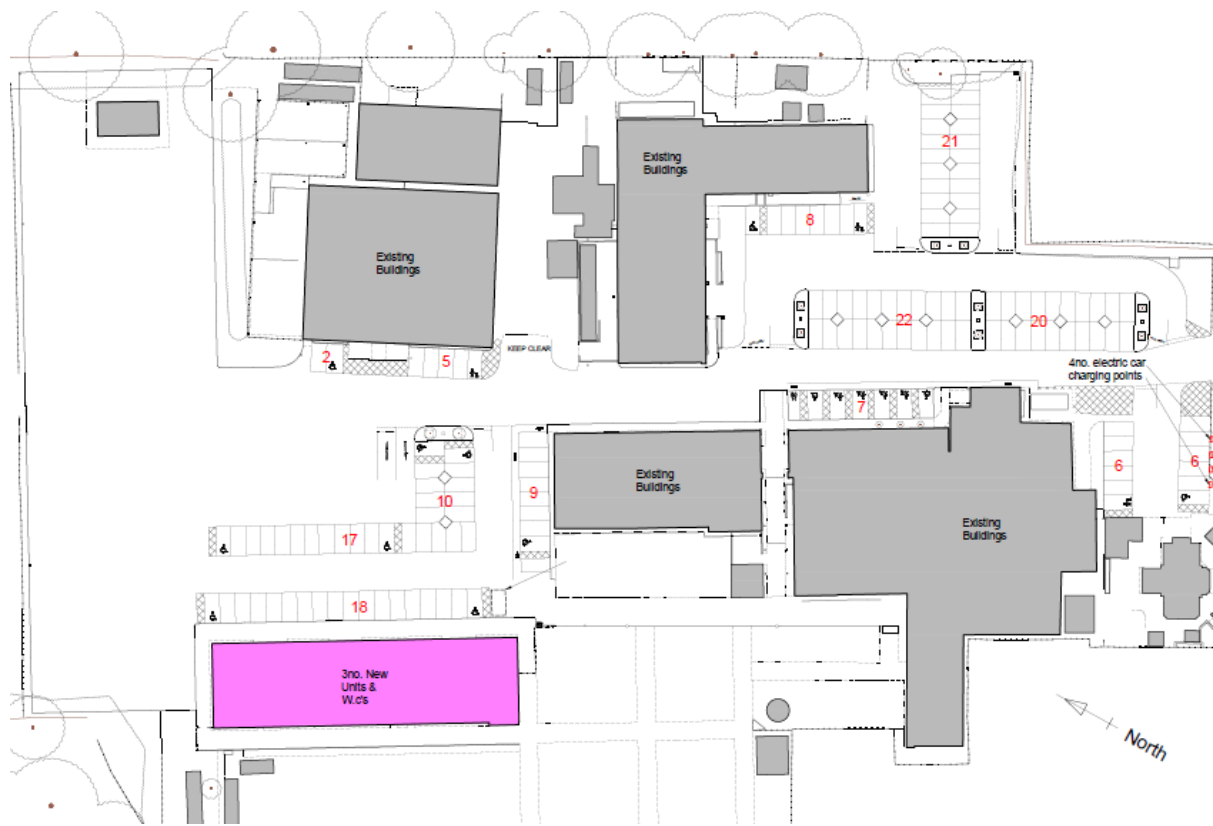 21
Existing
Buildings
8
Existing
Buildings
22
20
KEEP CLEAR
2
5
4no. electric car
charging points
7
Existing
Buildings
9
10
6
6
17
Existing
Buildings
18
3no. New
Units &
W.c's
North